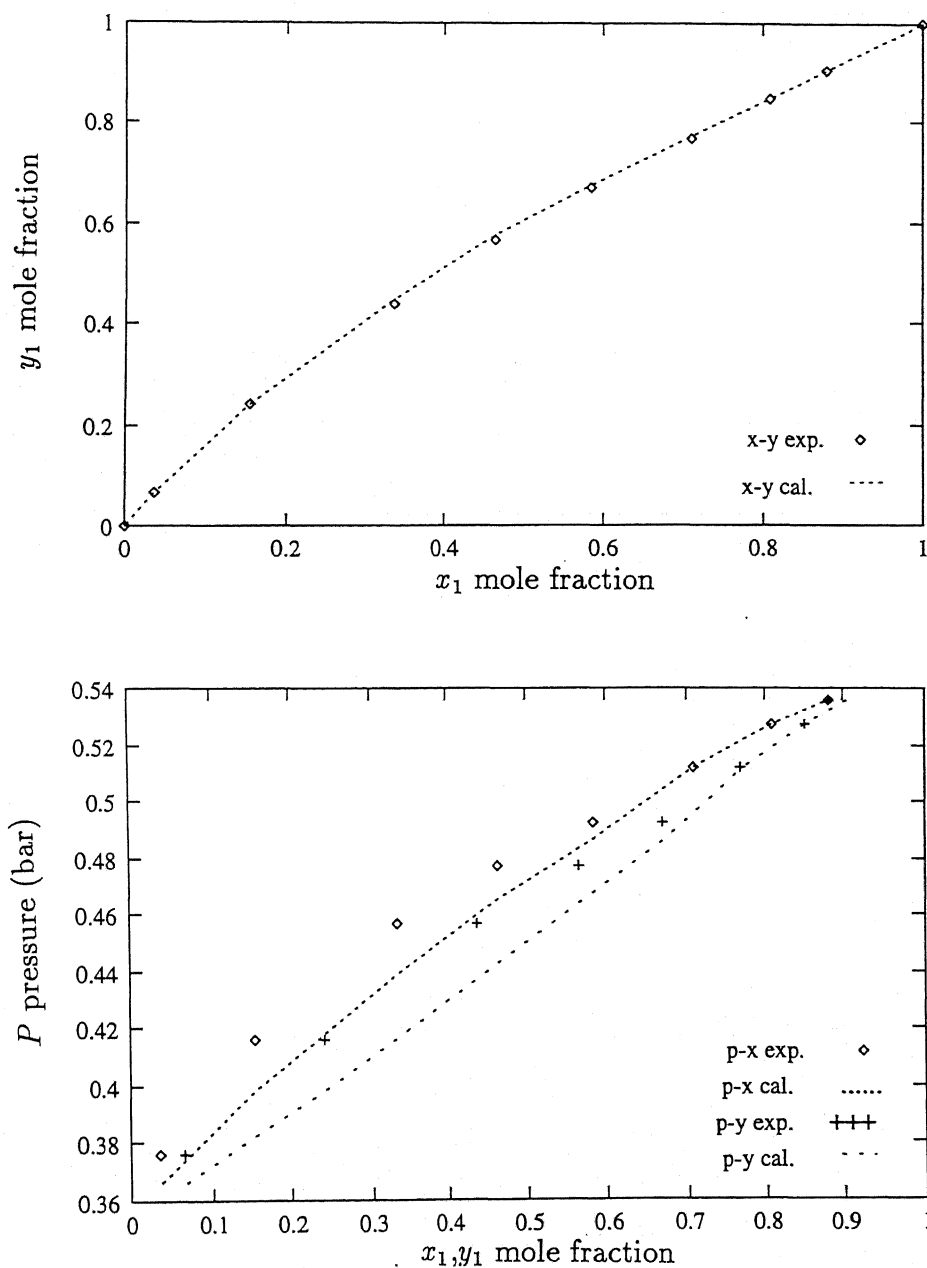 1
0.8
0.6
0.4
0.2
0
y1 mole fraction
x-y exp.
x-y cal.
0 0.2 0.4 0.6 0.8 1
x1 mole fraction
0.54
0.52
0.5
0.48
0.46
0.44
0.42
0.4
0.38
0.36
P pressure (bar)
p-x exp.
p-x cal.
p-y exp.
p-y cal.
0 0.1 0.2 0.3 0.4 0.5 0.6 0.7 0.8 0.9
x1,y1 mole fraction